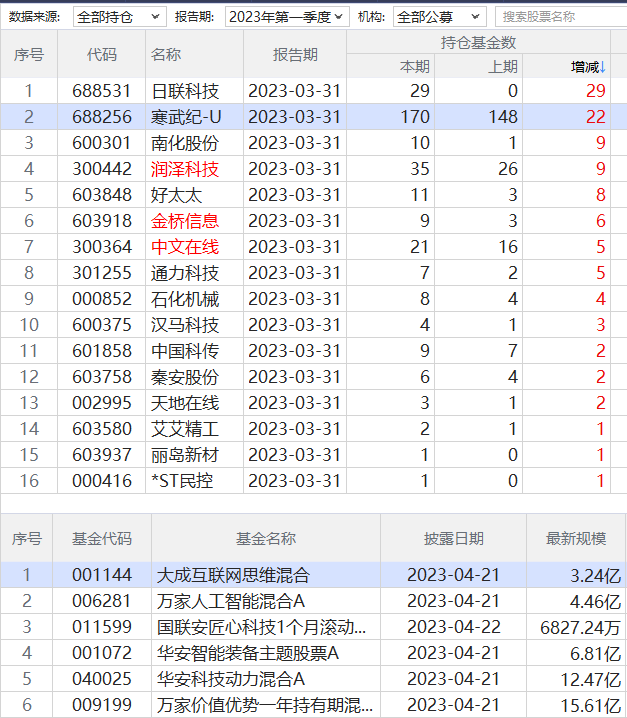 数据来源: 全部持仓 报告期: 2023年第一季度 机构: 全部公募 搜索股票名称
序号 代码 名称 报告期 持仓基金数
本期 上期 增减↓
1 688531 日联科技 2023-03-31 29 0 29
2 688256 寒武纪-U 2023-03-31 170 148 22
3 600301 南化股份 2023-03-31 10 1 9
4 300442 润泽科技 2023-03-31 35 26 9
5 603848 好太太 2023-03-31 11 3 8
6 603918 金桥信息 2023-03-31 9 3 6
7 300364 中文在线 2023-03-31 21 16 5
8 301255 通力科技 2023-03-31 7 2 5
9 000852 石化机械 2023-03-31 8 4 4
10 600375 汉马科技 2023-03-31 4 1 3
11 601858 中国科传 2023-03-31 9 7 2
12 603758 秦安股份 2023-03-31 6 4 2
13 002995 天地在线 2023-03-31 3 1 2
14 603580 艾艾精工 2023-03-31 2 1 1
15 603937 丽岛新材 2023-03-31 1 0 1
16 000416 *ST民控 2023-03-31 1 0 1
序号 基金代码 基金名称 披露日期 最新规模
1 001144 大成互联网思维混合 2023-04-21 3.24亿
2 006281 万家人工智能混合A 2023-04-21 4.46亿
3 011599 国联安匠心科技1个月滚动... 2023-04-22 6827.24万
4 001072 华安智能装备主题股票A 2023-04-21 6.81亿
5 040025 华安科技动力混合A 2023-04-21 12.47亿
6 009199 万家价值优势一年持有期混... 2023-04-21 15.61亿